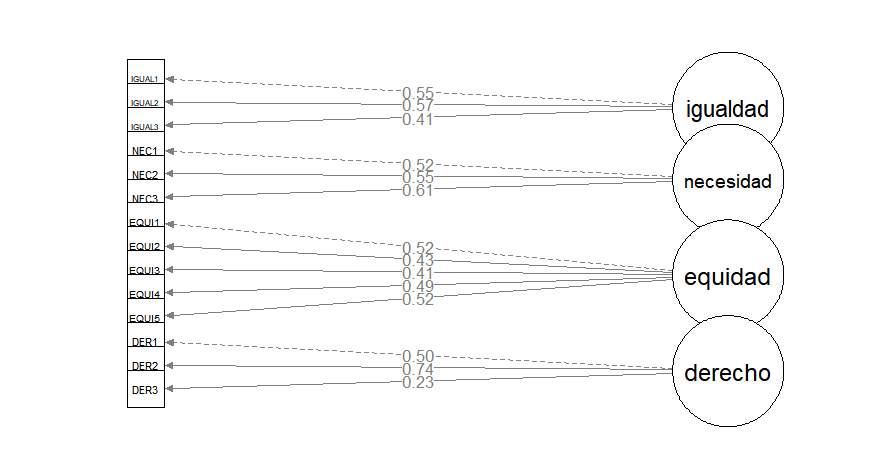 IGUAL1
IGUAL2
IGUAL3
NEC1
NEC2
NEC3
EQUI1
EQUI2
EQUI3
EQUI4
EQUI5
DER1
DER2
DER3
0.55
0.57
0.41
0.52
0.55
0.61
0.52
0.43
0.41
0.49
0.52
0.50
0.74
0.23
igualdad
necesidad
equidad
derecho